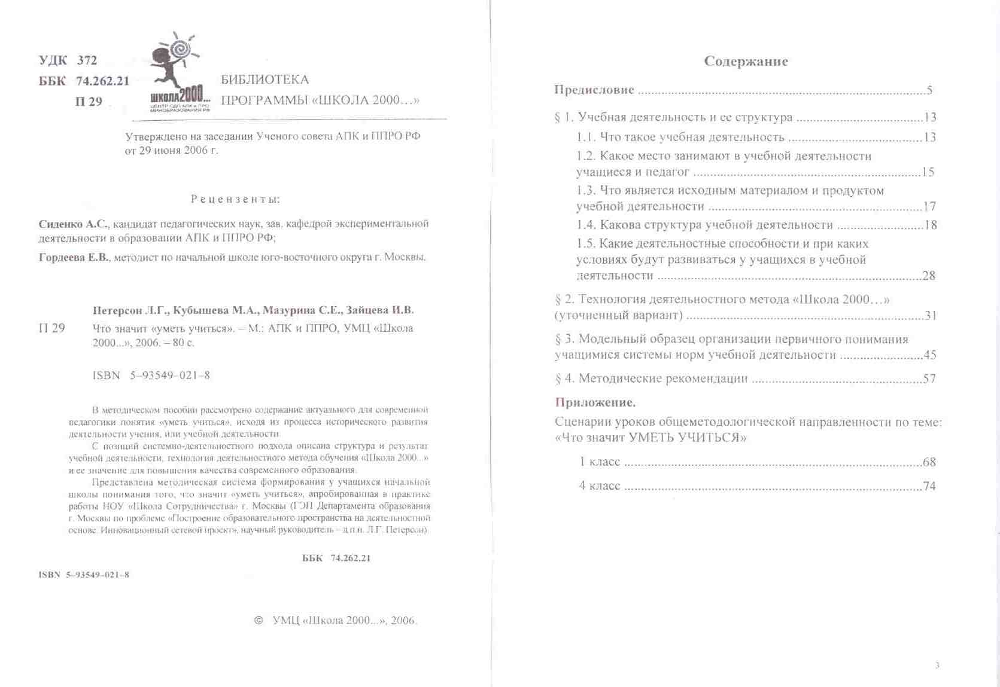 УДК 372
ББК 74.262.21
П 29
ШКОЛА2000...
ЦЕНТР СДП АПК и ПРО
МИНОБРАЗОВАНИЯ РФ
БИБЛИОТЕКА
ПРОГРАММЫ «ШКОЛА 2000...»
Утверждено на заседании Ученого совета АПК и ППРО РФ
от 29 июня 2006 г.
Рецензенты:
Сиденко А.С., кандидат педагогических наук, зав. кафедрой экспериментальной
деятельности в образовании АПК и ППРО РФ;
Гордеева Е.В., методист по начальной школе юго-восточного округа г. Москвы.
Петерсон Л.Г., Кубышева М.А., Мазурина С.Е., Зайцева И.В.
П 29 Что значит «уметь учиться». – М.: АПК и ППРО, УМЦ «Школа
2000...», 2006. – 80 с.
ISBN 5–93549–021–8
В методическом пособии рассмотрено содержание актуального для современной
педагогики понятия «уметь учиться», исходя из процесса исторического развития
деятельности учения, или учебной деятельности.
С позиций системно-деятельностного подхода описана структура и результат
учебной деятельности, технология деятельностного метода обучения «Школа 2000...»
и ее значение для повышения качества современного образования.
Представлена методическая система формирования у учащихся начальной
школы понимания того, что значит «уметь учиться», апробированная в практике
работы НОУ «Школа Сотрудничества» г. Москвы (ГЭП Департамента образования
г. Москвы по проблеме «Построение образовательного пространства на деятельностной
основе. Инновационный сетевой проект», научный руководитель – д.п.н. Л.Г. Петерсон).
ББК 74.262.21
ISBN 5–93549–021–8
© УМЦ «Школа 2000...», 2006.
Содержание
Предисловие ...5
§ 1. Учебная деятельность и ее структура ...13
1.1. Что такое учебная деятельность ...13
1.2. Какое место занимают в учебной деятельности
учащиеся и педагог ...15
1.3. Что является исходным материалом и продуктом
учебной деятельности ...17
1.4. Какова структура учебной деятельности ...18
1.5. Какие деятельностные способности и при каких
условиях будут развиваться у учащихся в учебной
деятельности ...28
§ 2. Технология деятельностного метода «Школа 2000...»
(уточненный вариант) ...31
§ 3. Модельный образец организации первичного понимания
учащимися системы норм учебной деятельности ...45
§ 4. Методические рекомендации ...57
Приложение.
Сценарии уроков общеметодологической направленности по теме:
«Что значит УМЕТЬ УЧИТЬСЯ»
1 класс ...68
4 класс ...74
3